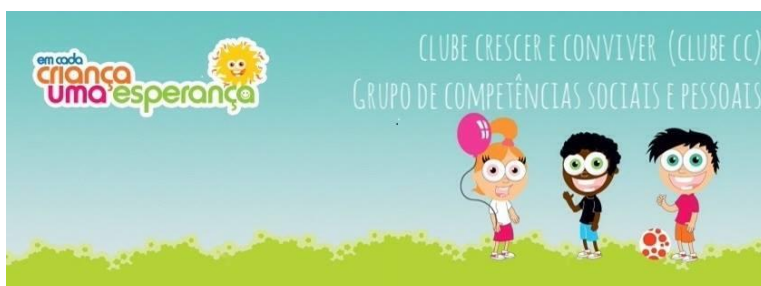 em cada
criança
uma esperança
CLUBE CRESCER E CONVIVER (CLUBE CC)
GRUPO DE COMPETÊNCIAS SOCIAIS E PESSOAIS